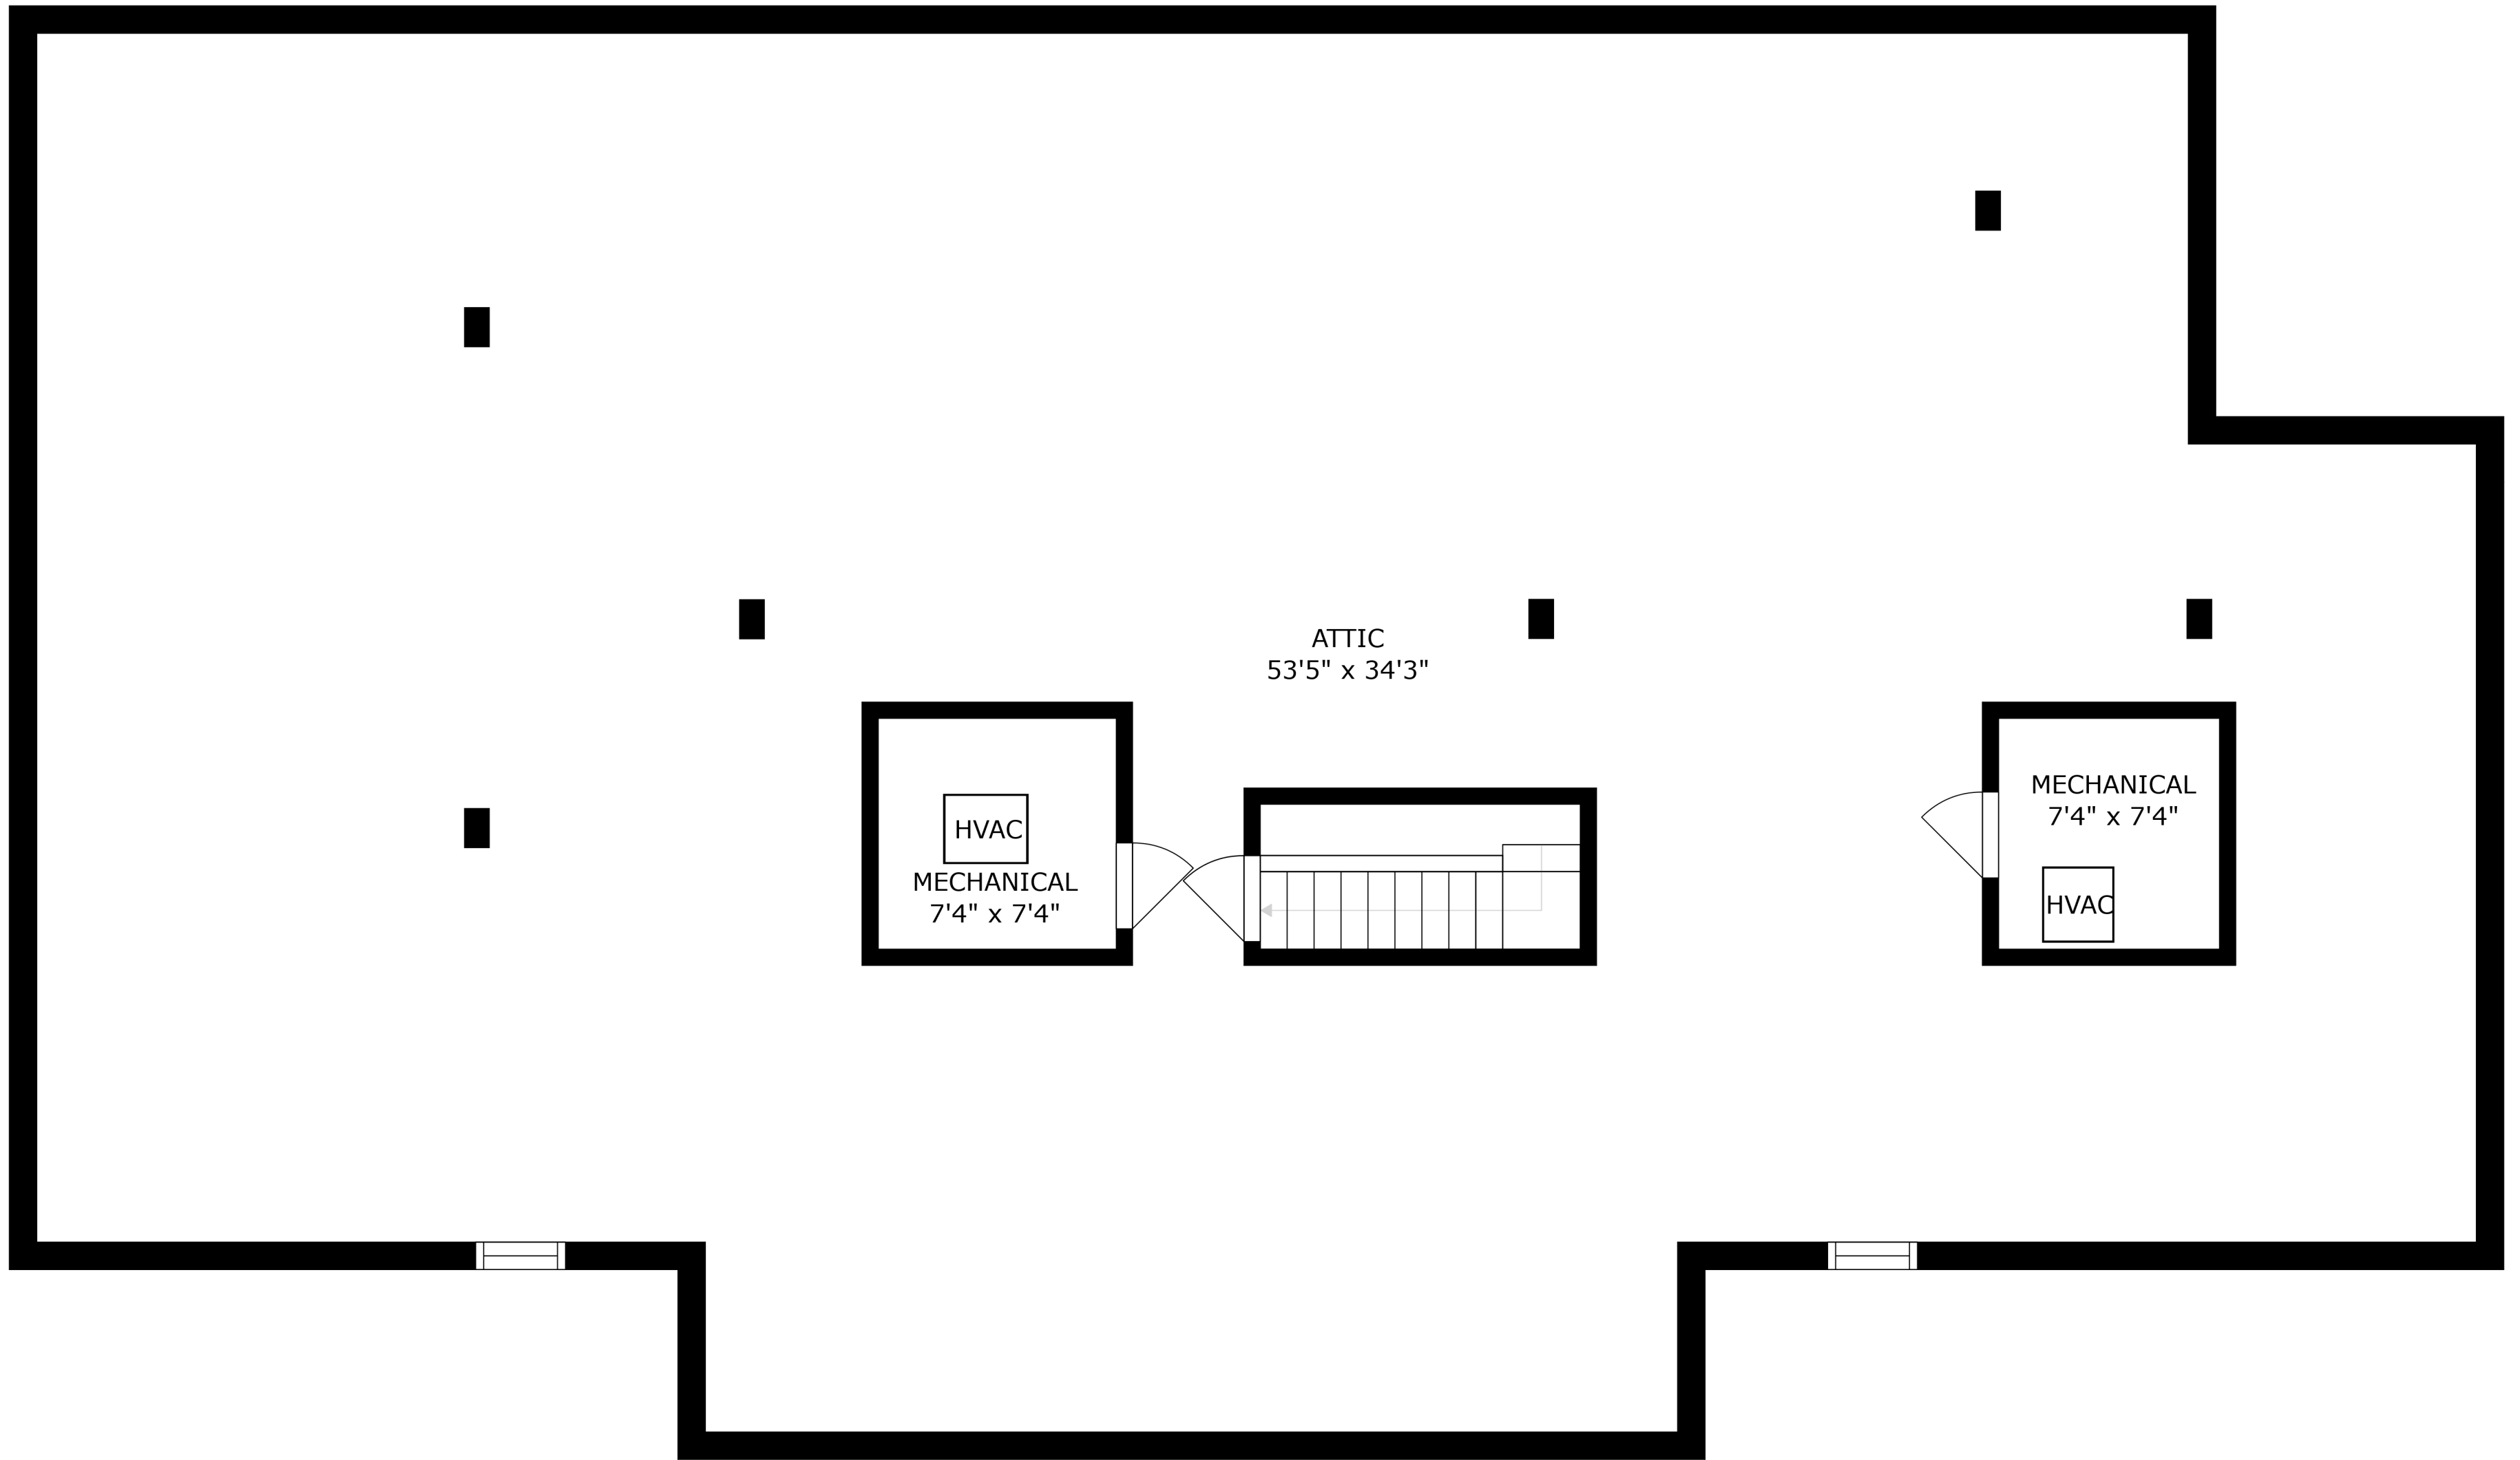 ATTIC
53'5" x 34'3"
HVAC
MECHANICAL
7'4" x 7'4"
MECHANICAL
7'4" x 7'4"
HVAC